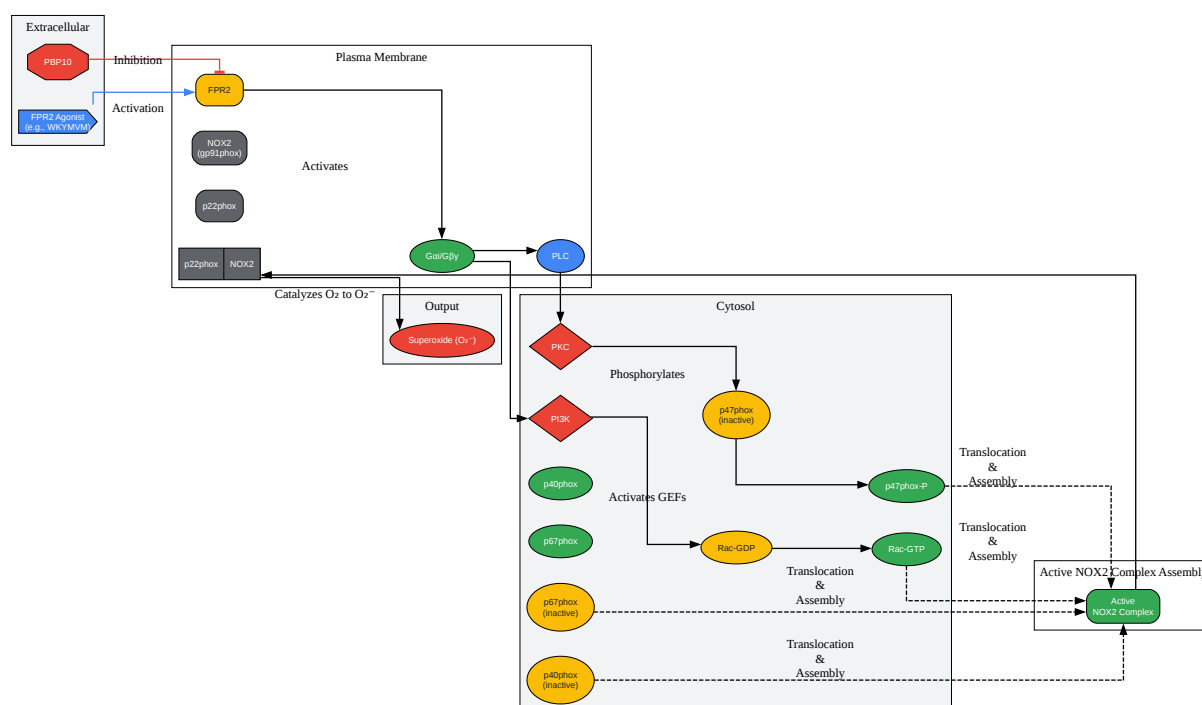 Extracellular
PBP10
Inhibition
FPR2 Agonist
(e.g., WKYMVM)
Activation
Plasma Membrane
FPR2
NOX2
(gp91phox)
Activates
p22phox
p22phox
NOX2
Gαi/Gβγ
PLC
Catalyzes O₂ to O₂⁻
Output
Superoxide (O₂⁻)
Cytosol
PKC
Phosphorylates
p47phox
(inactive)
PI3K
p40phox
Activates GEFs
p47phox-P
Translocation
&
Assembly
p67phox
Rac-GDP
Rac-GTP
Translocation
&
Assembly
p67phox
(inactive)
Translocation
&
Assembly
p40phox
(inactive)
Translocation
&
Assembly
Active NOX2 Complex Assembl
Active
NOX2 Complex